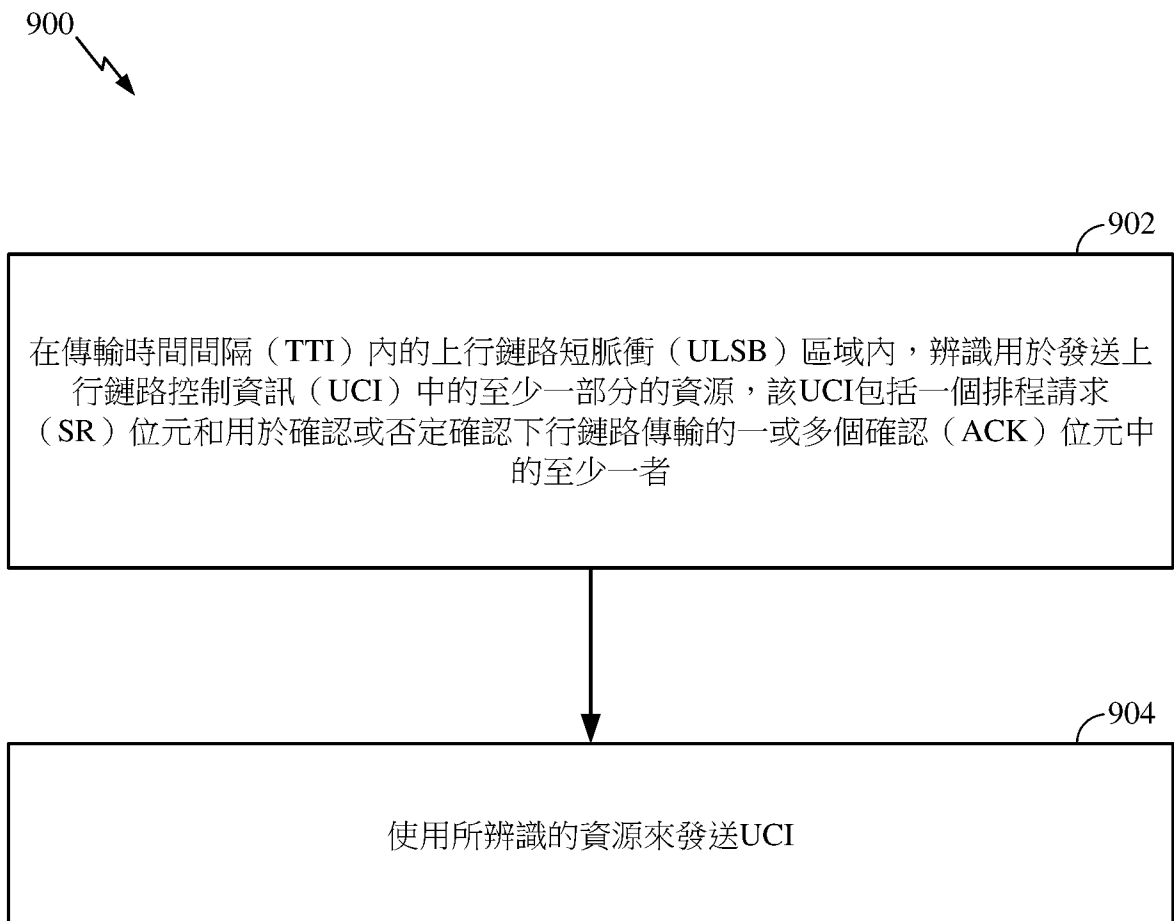 900
902
在傳輸時間間隔（TTI）內的上行鏈路短脈衝（ULSB）區域內，辨識用於發送上
行鏈路控制資訊（UCI）中的至少一部分的資源，該UCI包括一個排程請求
（SR）位元和用於確認或否定確認下行鏈路傳輸的一或多個確認（ACK）位元中
的至少一者
904
使用所辨識的資源來發送UCI